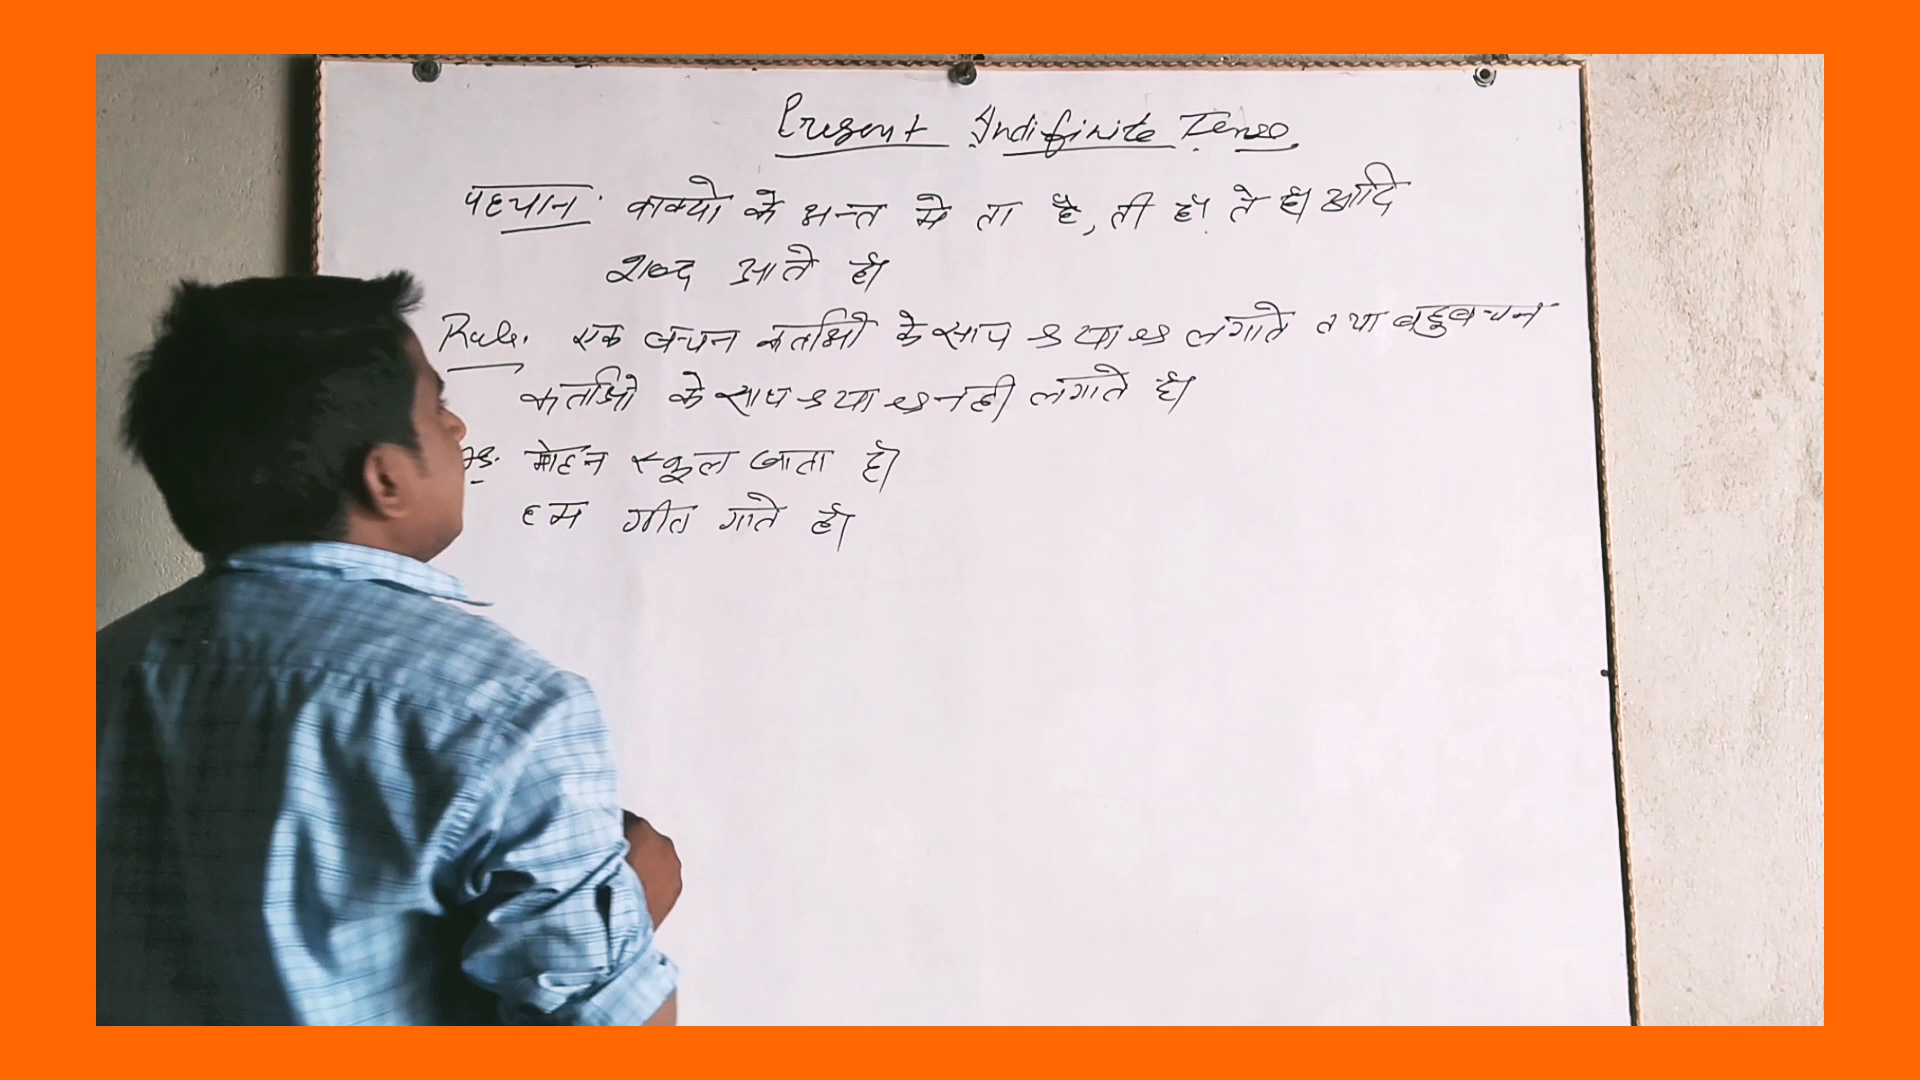 Present Indifinite Tense
पहचान: वाक्यो के अन्त मे ता है, ती है, ते है। आदि
शब्द आते है।
Rule. एक वचन कर्ताओ के साथ s या es लगाते तथा बहुवचन
कर्ताओ के साथ s या es नही लगाते है।
मोहन स्कूल जाता है।
हम गीत गाते है।